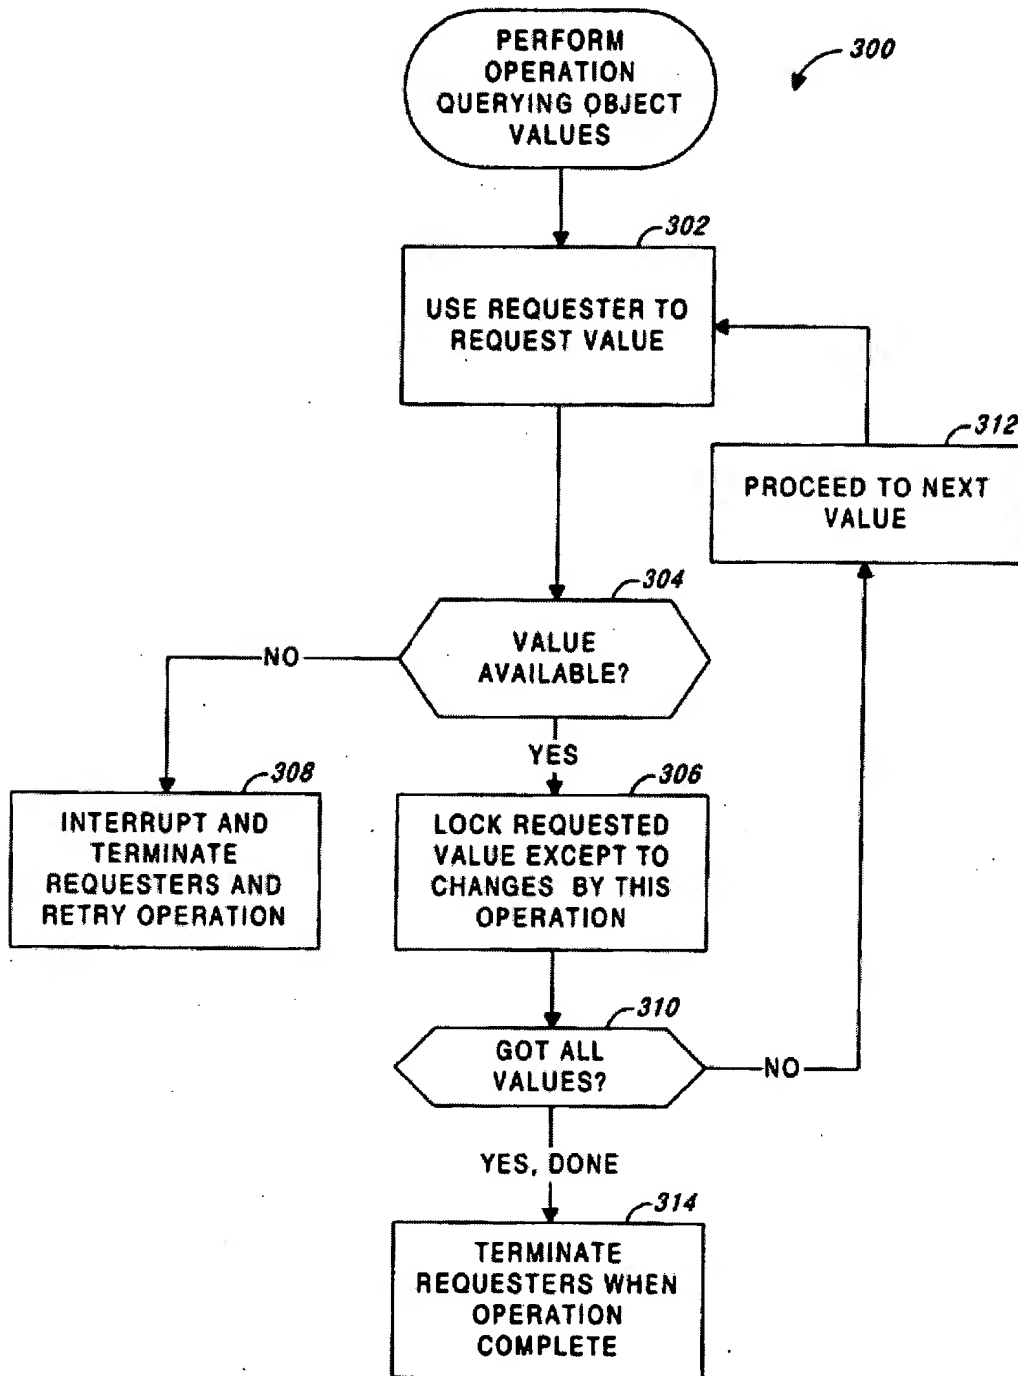 PERFORM
OPERATION
QUERYING OBJECT
VALUES
300
302
USE REQUESTER TO
REQUEST VALUE
312
PROCEED TO NEXT
VALUE
304
VALUE
AVAILABLE?
NO
YES
308
INTERRUPT AND
TERMINATE
REQUESTERS AND
RETRY OPERATION
306
LOCK REQUESTED
VALUE EXCEPT TO
CHANGES BY THIS
OPERATION
310
GOT ALL
VALUES?
NO
YES, DONE
314
TERMINATE
REQUESTERS WHEN
OPERATION
COMPLETE